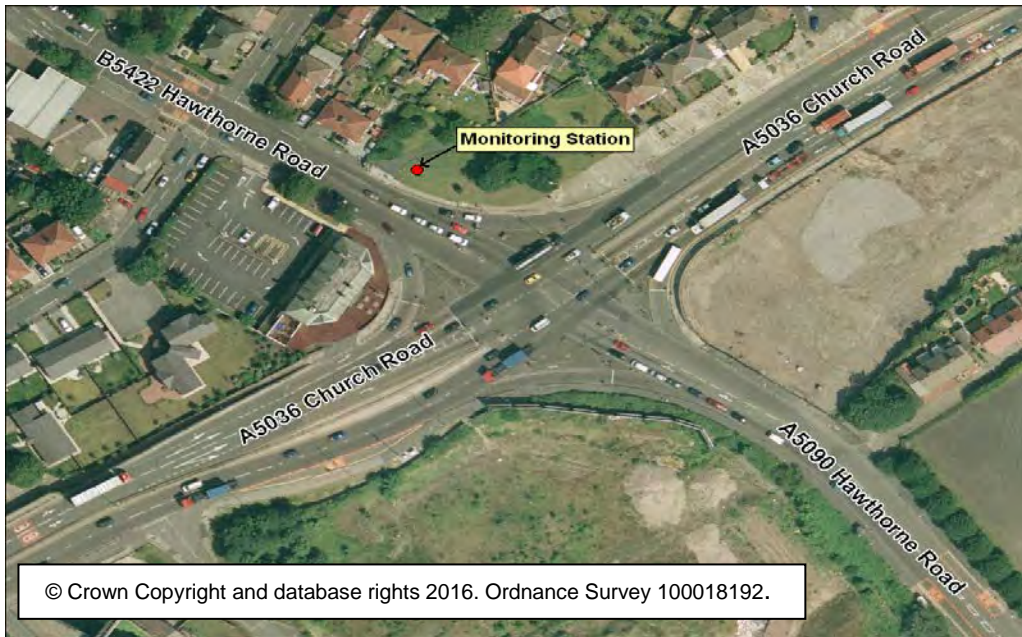 B5422 Hawthorne Road
A5036 Church Road
Monitoring Station
A5036 Church Road
A5090 Hawthorne Road
© Crown Copyright and database rights 2016. Ordnance Survey 100018192.